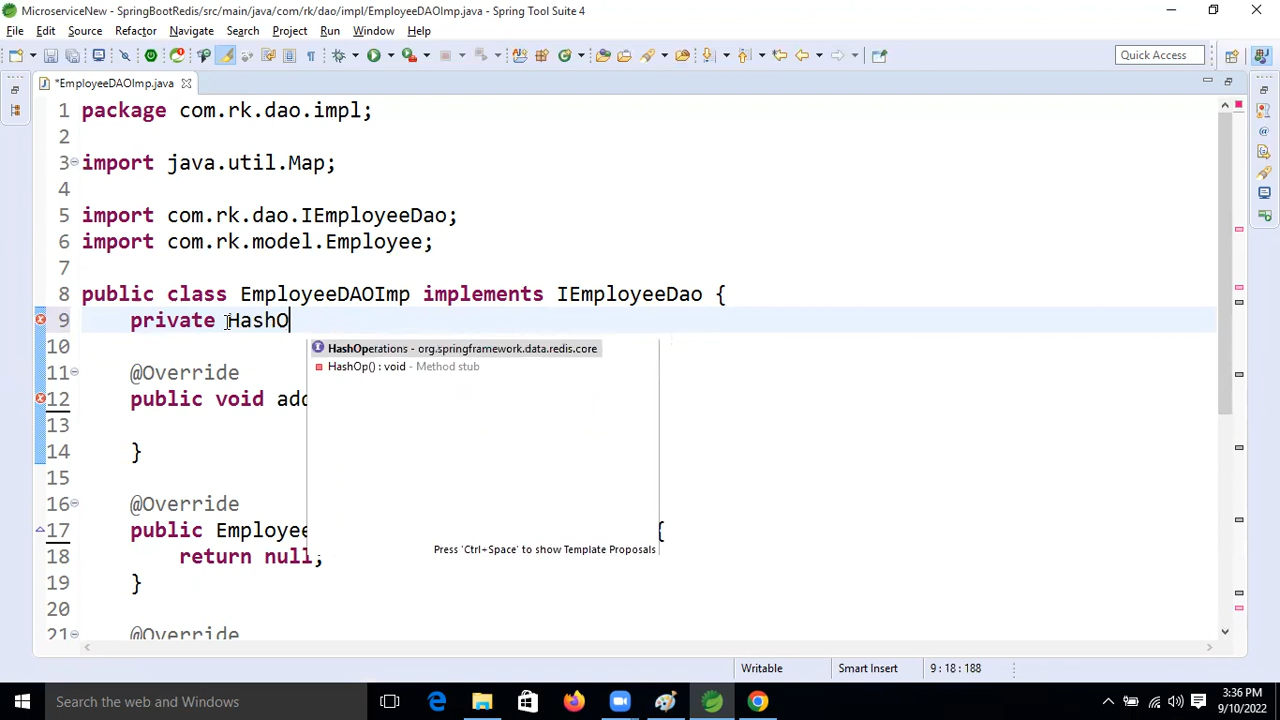 MicroserviceNew - SpringBootRedis/src/main/java/com/rk/dao/impl/EmployeeDAOImp.java - Spring Tool Suite 4
File Edit Source Refactor Navigate Search Project Run Window Help
Quick Access
*EmployeeDAOImp.java
1 package com.rk.dao.impl;
2
3 import java.util.Map;
4
5 import com.rk.dao.IEmployeeDao;
6 import com.rk.model.Employee;
7
8 public class EmployeeDAOImp implements IEmployeeDao {
9 private HashO
10
HashOperations - org.springframework.data.redis.core
HashOp() : void - Method stub
Press 'Ctrl+Space' to show Template Proposals
11 @Override
12 public void add
13
14 }
15
16 @Override
17 public Employee {
18 return null;
19 }
20
21 @Override
Writable Smart Insert 9 : 18 : 188
Search the web and Windows
3:36 PM
9/10/2022